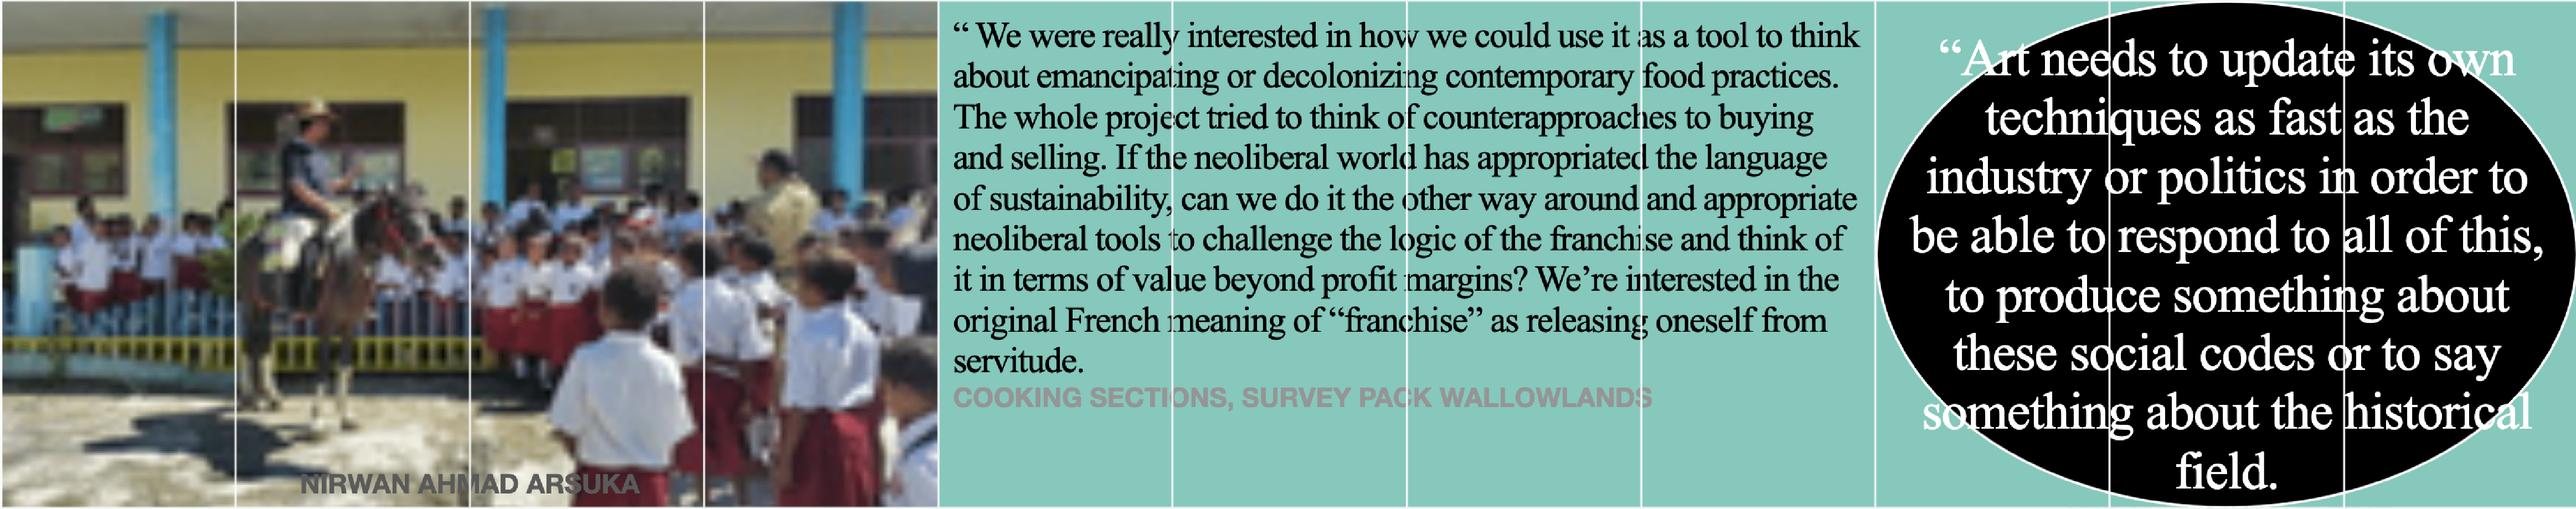 NIRWAN AHMAD ARSUKA
“ We were really interested in how we could use it as a tool to think
about emancipating or decolonizing contemporary food practices.
The whole project tried to think of counterapproaches to buying
and selling. If the neoliberal world has appropriated the language
of sustainability, can we do it the other way around and appropriate
neoliberal tools to challenge the logic of the franchise and think of
it in terms of value beyond profit margins? We’re interested in the
original French meaning of “franchise” as releasing oneself from
servitude.
COOKING SECTIONS, SURVEY PACK WALLOWLANDS
“Art needs to update its own
techniques as fast as the
industry or politics in order to
be able to respond to all of this,
to produce something about
these social codes or to say
something about the historical
field.